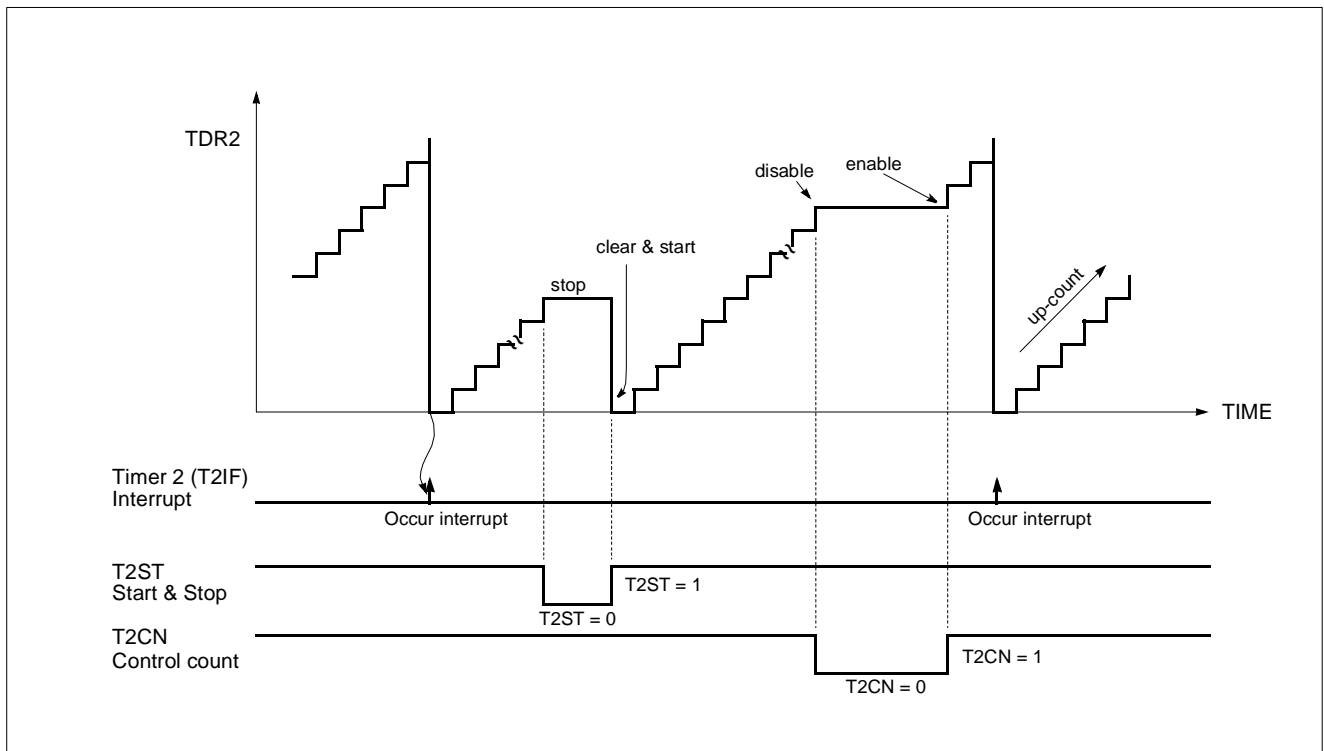 TDR2
disable
enable
clear & start
stop
up-count
TIME
Timer 2 (T2IF)
Interrupt
Occur interrupt
Occur interrupt
T2ST
Start & Stop
T2ST = 1
T2ST = 0
T2CN
Control count
T2CN = 1
T2CN = 0